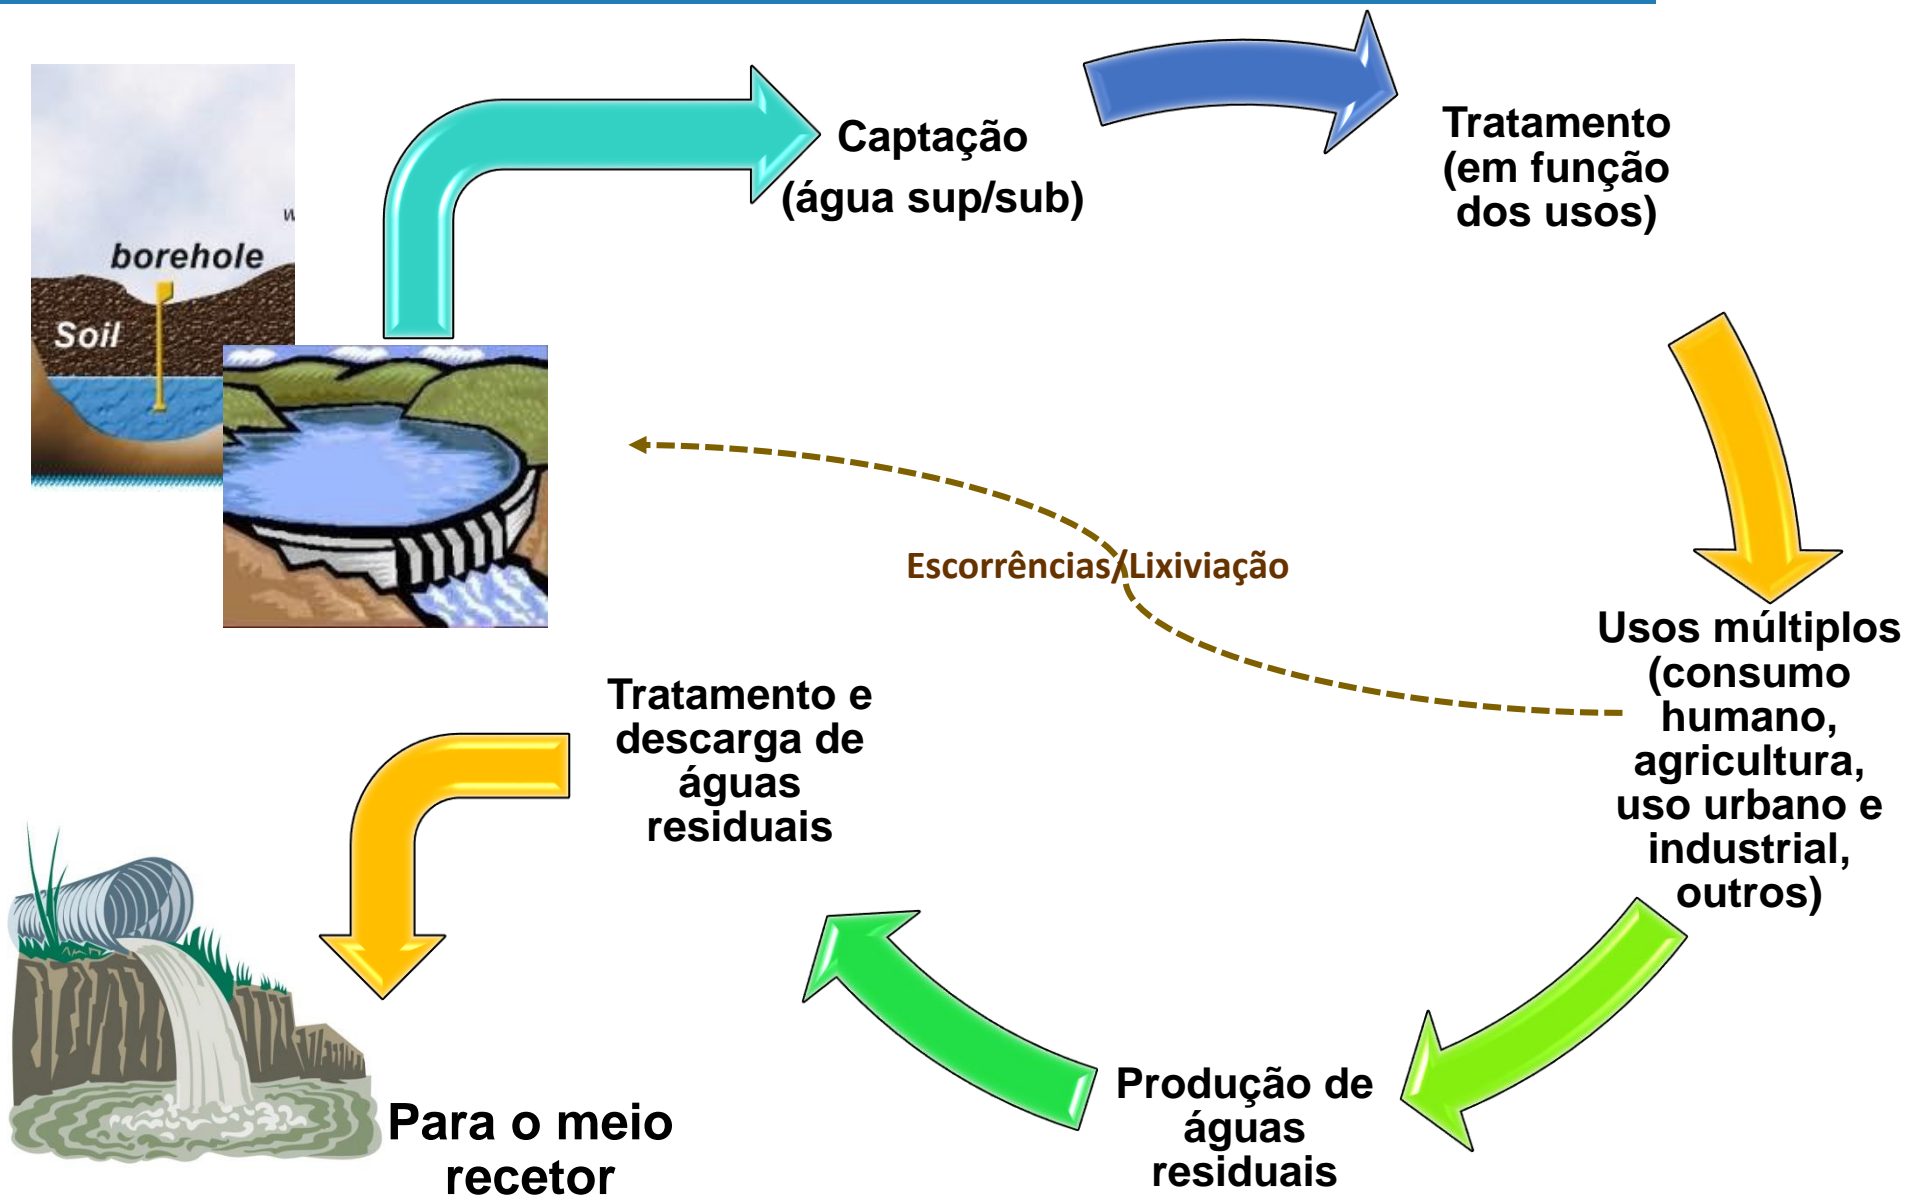 Captação
(água sup/sub)
Tratamento
(em função
dos usos)
borehole
Soil
Escorrências/Lixiviação
Usos múltiplos
(consumo
humano,
agricultura,
uso urbano e
industrial,
outros)
Tratamento e
descarga de
águas
residuais
Produção de
águas
residuais
Para o meio
recetor